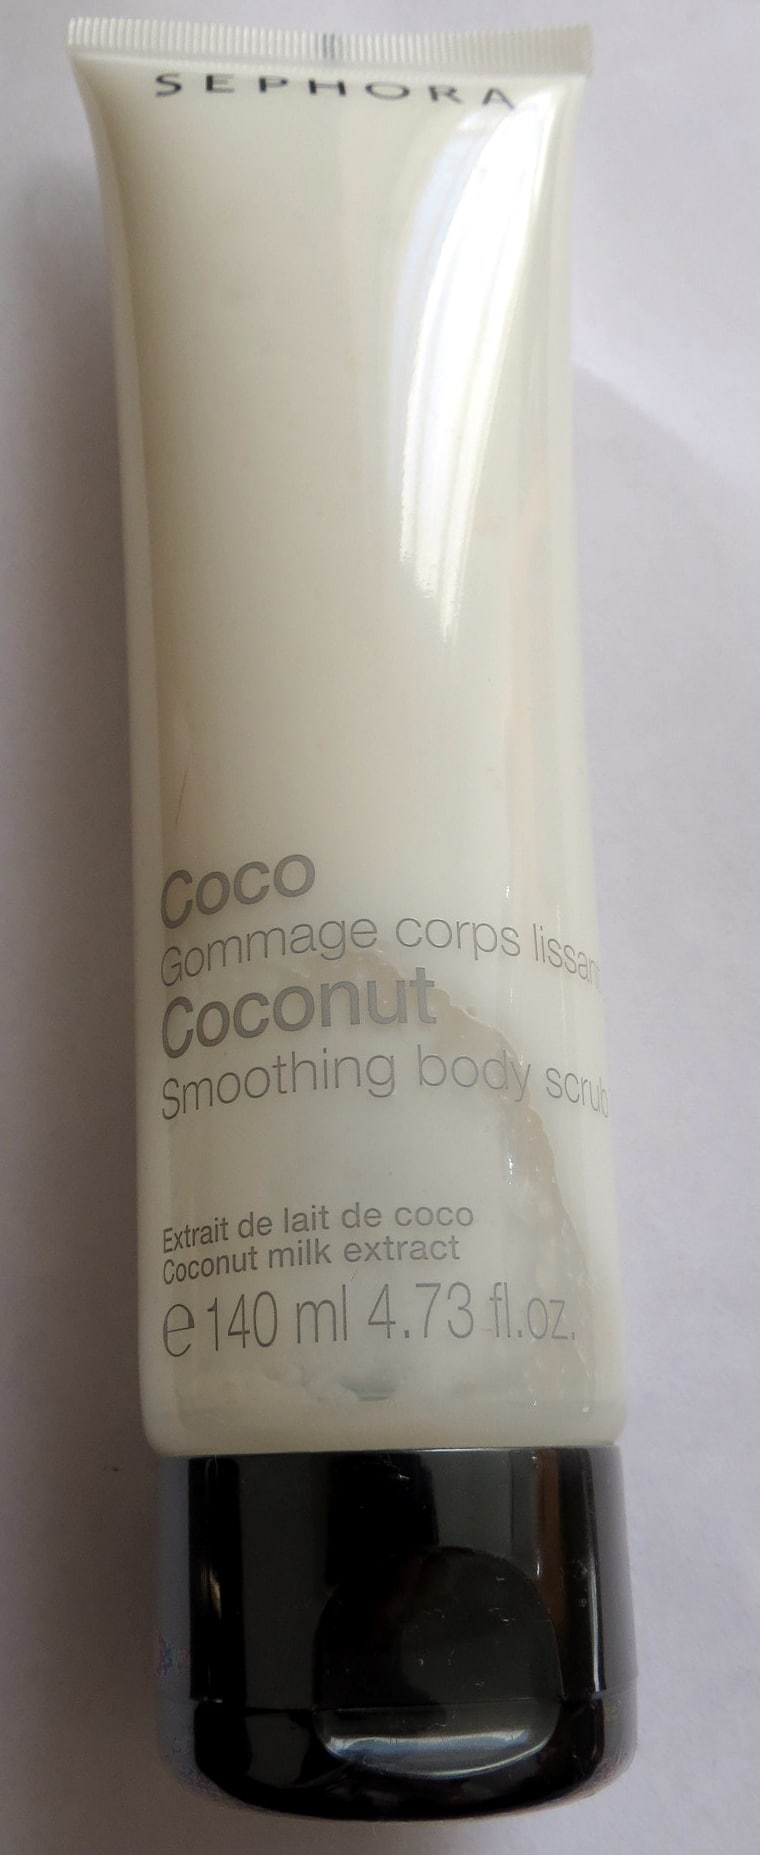 SEPHORA
Coco
Gommage corps lissant
Coconut
Smoothing body scrub
Extrait de lait de coco
Coconut milk extract
℮ 140 ml 4.73 fl.oz.